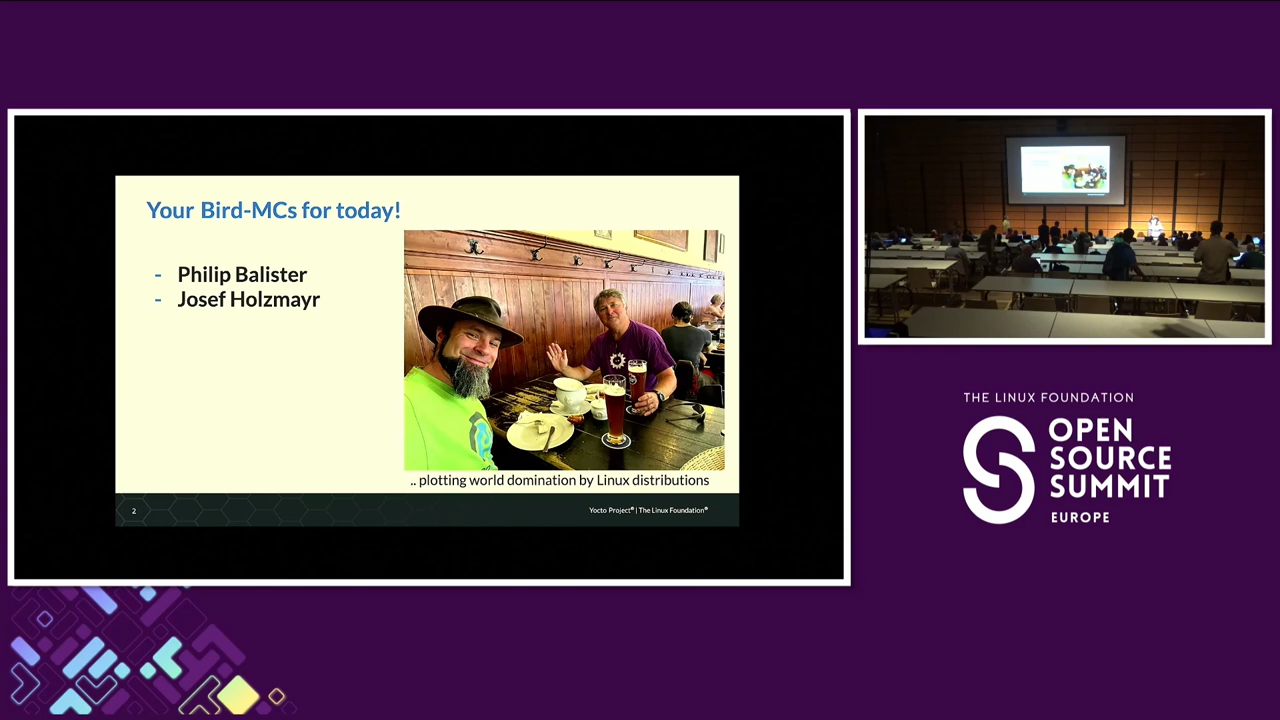 Your Bird-MCs for today!
- Philip Balister
- Josef Holzmayr
.. plotting world domination by Linux distributions
2
Yocto Project® | The Linux Foundation®
THE LINUX FOUNDATION
OPEN
SOURCE
SUMMIT
EUROPE